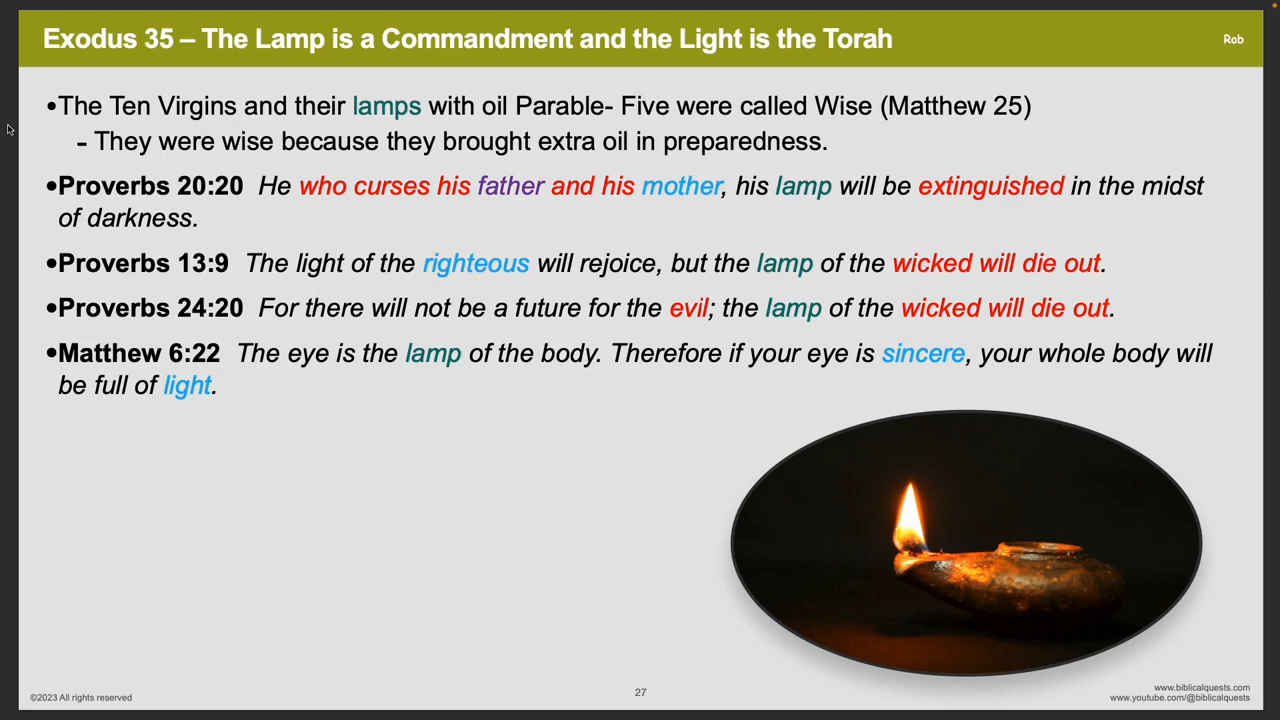 Exodus 35 – The Lamp is a Commandment and the Light is the Torah
Rob
•The Ten Virgins and their lamps with oil Parable- Five were called Wise (Matthew 25)
- They were wise because they brought extra oil in preparedness.
•Proverbs 20:20 He who curses his father and his mother, his lamp will be extinguished in the midst
of darkness.
•Proverbs 13:9 The light of the righteous will rejoice, but the lamp of the wicked will die out.
•Proverbs 24:20 For there will not be a future for the evil; the lamp of the wicked will die out.
•Matthew 6:22 The eye is the lamp of the body. Therefore if your eye is sincere, your whole body will
be full of light.
©2023 All rights reserved
27
www.biblicalquests.com
www.youtube.com/@biblicalquests